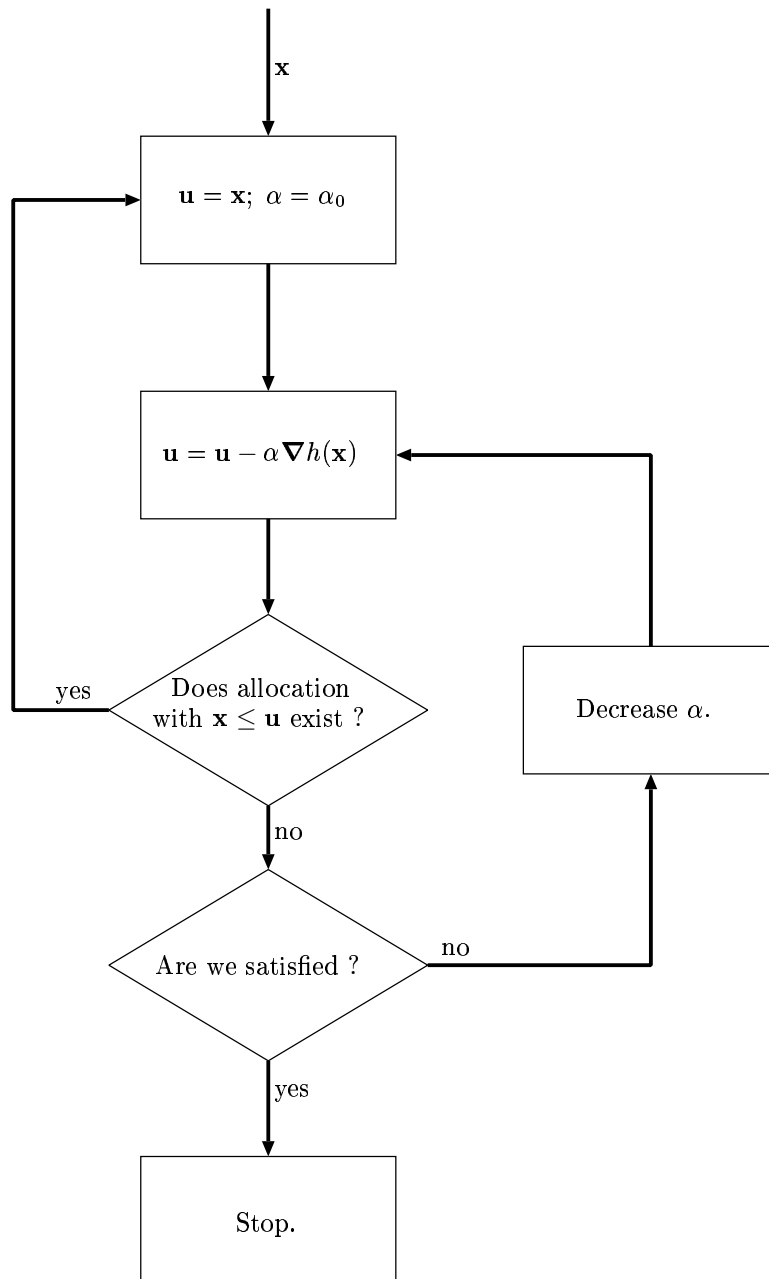 x
u = x; α = α₀
u = u − α∇h(x)
yes
Does allocation
with x ≤ u exist ?
Decrease α.
no
Are we satisfied ?
no
yes
Stop.